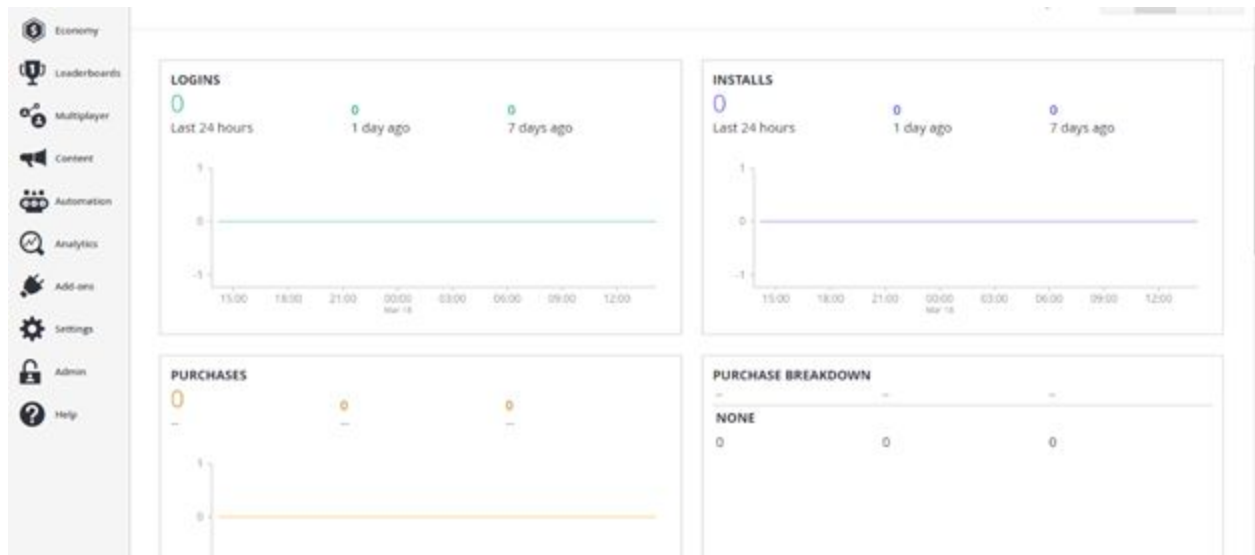 Economy
Leaderboards
Multiplayer
Content
Automation
Analytics
Add-ons
Settings
Admin
Help
LOGINS
0 0 0
Last 24 hours 1 day ago 7 days ago
1
0
-1
15:00 18:00 21:00 00:00 03:00 06:00 09:00 12:00
Mar 18
INSTALLS
0 0 0
Last 24 hours 1 day ago 7 days ago
1
0
-1
15:00 18:00 21:00 00:00 03:00 06:00 09:00 12:00
Mar 18
PURCHASES
0 0 0
-- -- --
1
0
PURCHASE BREAKDOWN
-- -- --
NONE
0 0 0